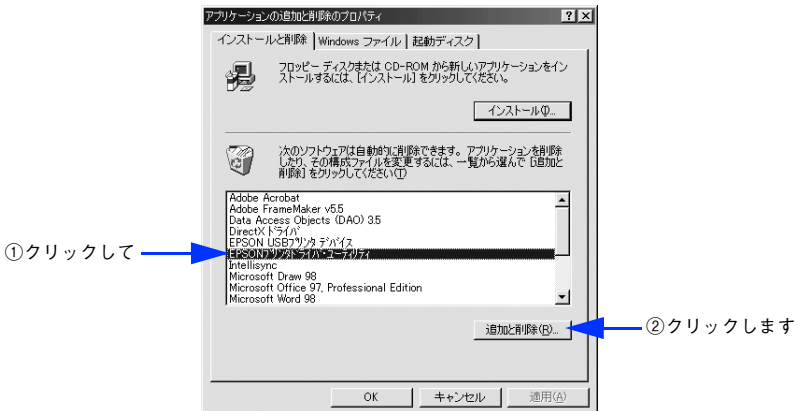 アプリケーションの追加と削除のプロパティ
インストールと削除 Windows ファイル 起動ディスク
フロッピー ディスクまたは CD-ROM から新しいアプリケーションをイン
ストールするには、[インストール] をクリックしてください。
インストール(I)...
次のソフトウェアは自動的に削除できます。アプリケーションを削除
したり、その構成ファイルを変更するには、一覧から選んで [追加と
削除] をクリックしてください(T)
Adobe Acrobat
Adobe FrameMaker v5.5
Data Access Objects (DAO) 3.5
DirectX ドライバ
EPSON USBプリンタ デバイス
①クリックして
EPSONプリンタドライバ・ユーティリティ
Intellisync
Microsoft Draw 98
Microsoft Office 97, Professional Edition
Microsoft Word 98
追加と削除(R)...
②クリックします
OK キャンセル 適用(A)